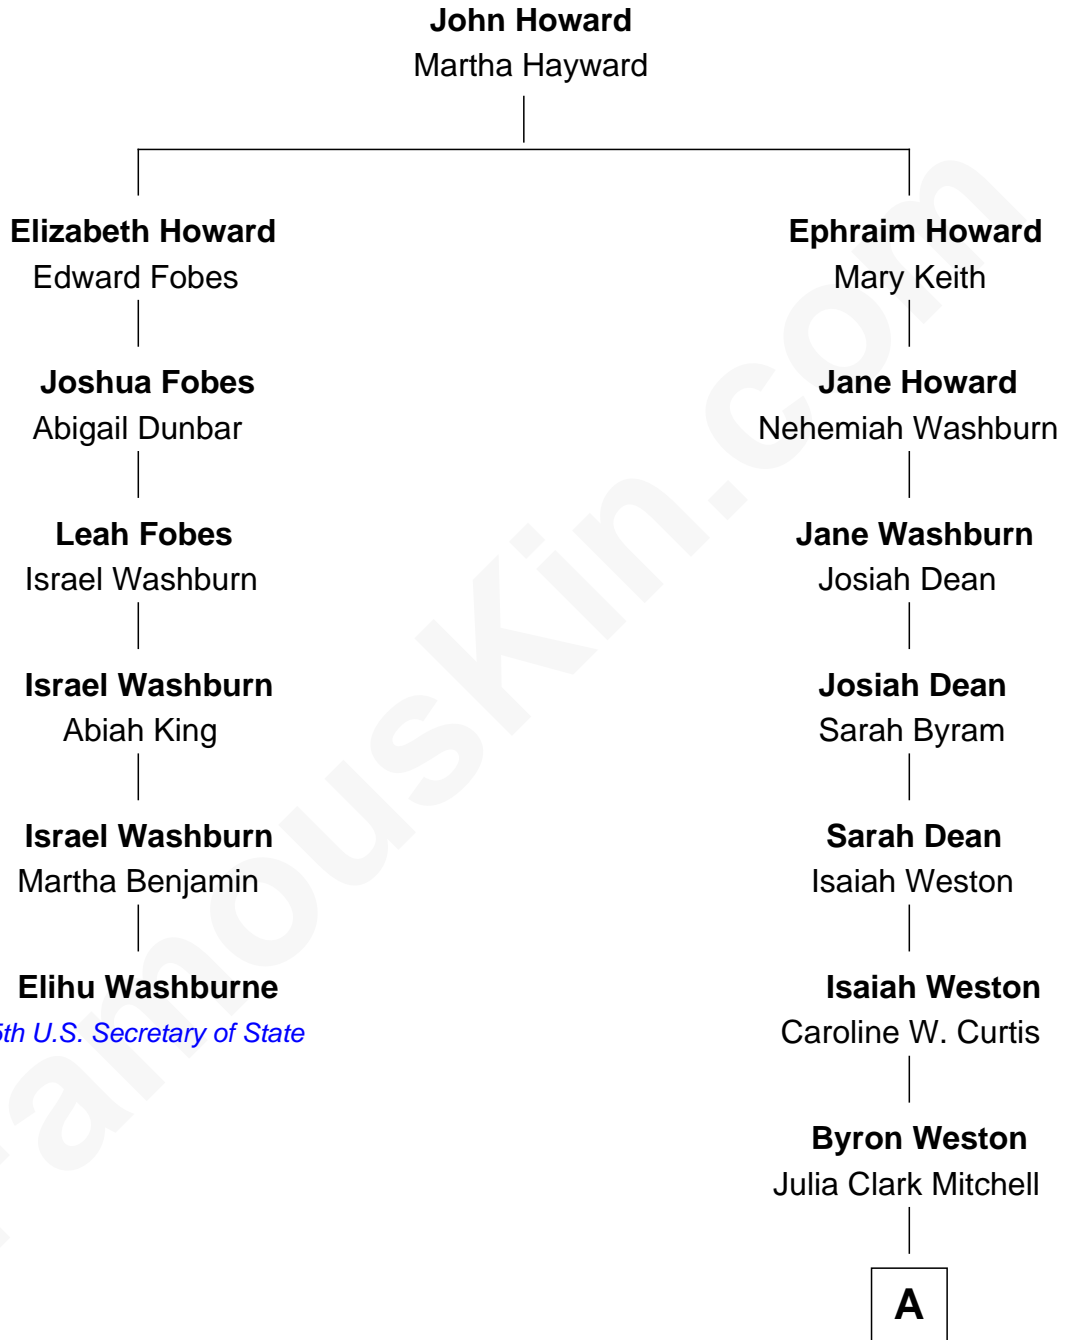 John Howard
Martha Hayward
Elizabeth Howard
Edward Fobes
Joshua Fobes
Abigail Dunbar
Leah Fobes
Israel Washburn
Israel Washburn
Abiah King
Israel Washburn
Martha Benjamin
Elihu Washburne
5th U.S. Secretary of State
Ephraim Howard
Mary Keith
Jane Howard
Nehemiah Washburn
Jane Washburn
Josiah Dean
Josiah Dean
Sarah Byram
Sarah Dean
Isaiah Weston
Isaiah Weston
Caroline W. Curtis
Byron Weston
Julia Clark Mitchell
A
FamousKin.com